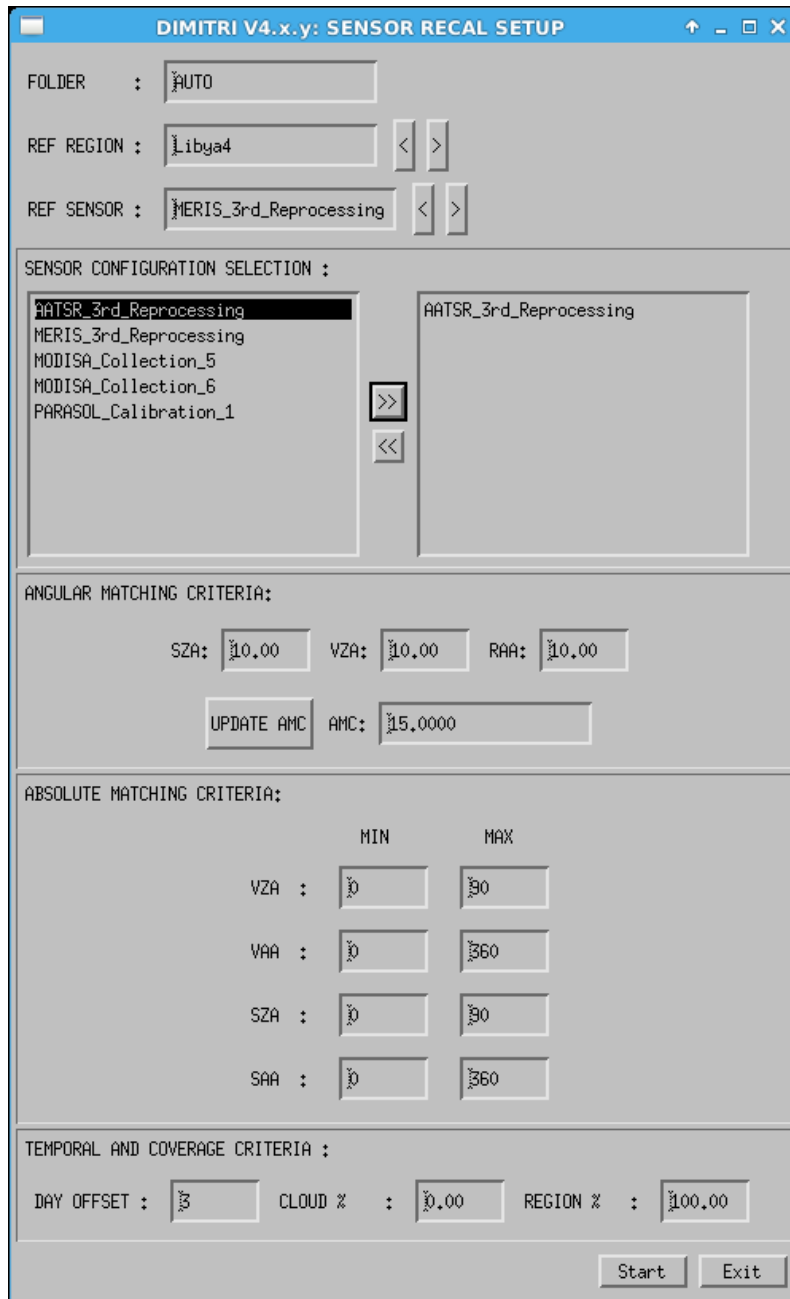 DIMITRI V4.x.y: SENSOR RECAL SETUP
FOLDER : AUTO
REF REGION : Libya4 < >
REF SENSOR : MERIS_3rd_Reprocessing < >
SENSOR CONFIGURATION SELECTION :
AATSR_3rd_Reprocessing
MERIS_3rd_Reprocessing
MODISA_Collection_5
MODISA_Collection_6
PARASOL_Calibration_1
>>
<<
AATSR_3rd_Reprocessing
ANGULAR MATCHING CRITERIA:
SZA: 10.00 VZA: 10.00 RAA: 10.00
UPDATE AMC AMC: 15.0000
ABSOLUTE MATCHING CRITERIA:
MIN MAX
VZA : 0 90
VAA : 0 360
SZA : 0 90
SAA : 0 360
TEMPORAL AND COVERAGE CRITERIA :
DAY OFFSET : 3 CLOUD % : 0.00 REGION % : 100.00
Start Exit